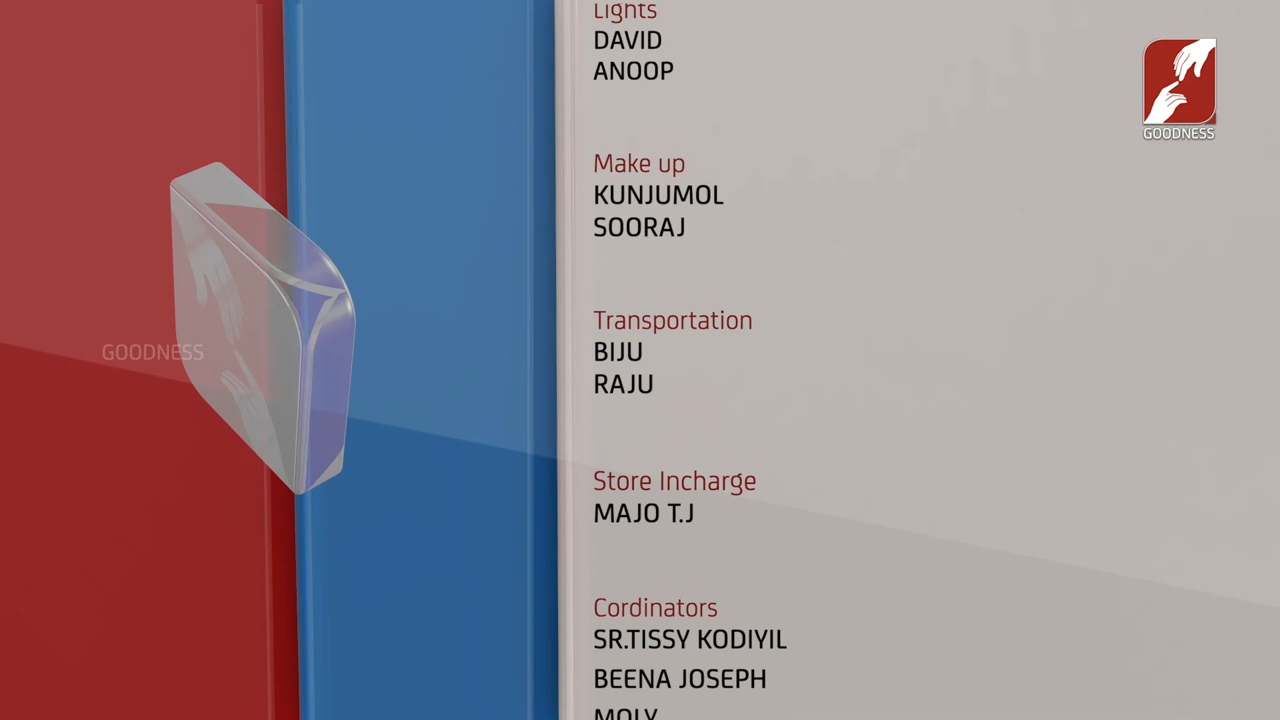 Lights
DAVID
ANOOP
GOODNESS
Make up
KUNJUMOL
SOORAJ
Transportation
BIJU
RAJU
GOODNESS
Store Incharge
MAJO T.J
Cordinators
SR.TISSY KODIYIL
BEENA JOSEPH
MOLY